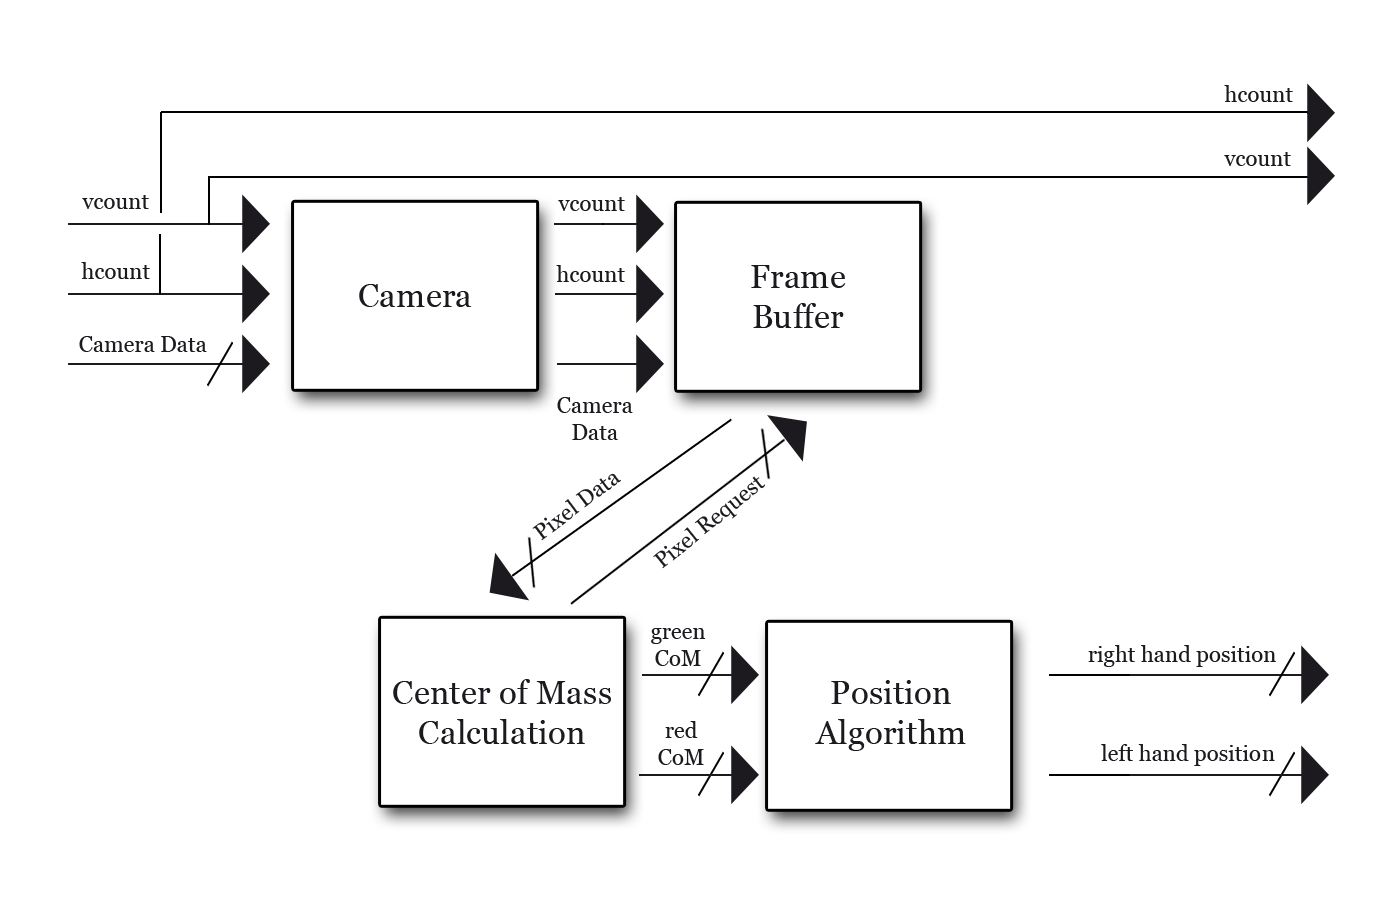 hcount
vcount
vcount
hcount
Camera Data
Camera
vcount
hcount
Camera
Data
Frame
Buffer
Pixel Data
Pixel Request
Center of Mass
Calculation
green
CoM
red
CoM
Position
Algorithm
right hand position
left hand position